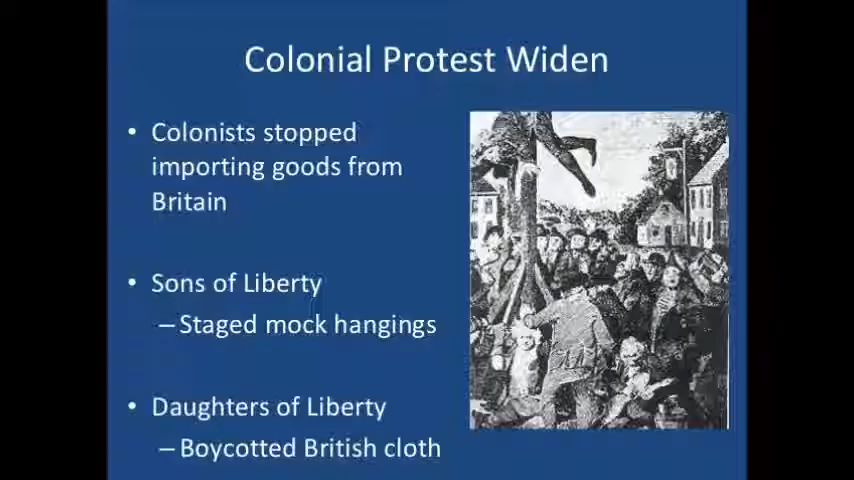 Colonial Protest Widen
• Colonists stopped
importing goods from
Britain
• Sons of Liberty
– Staged mock hangings
• Daughters of Liberty
– Boycotted British cloth